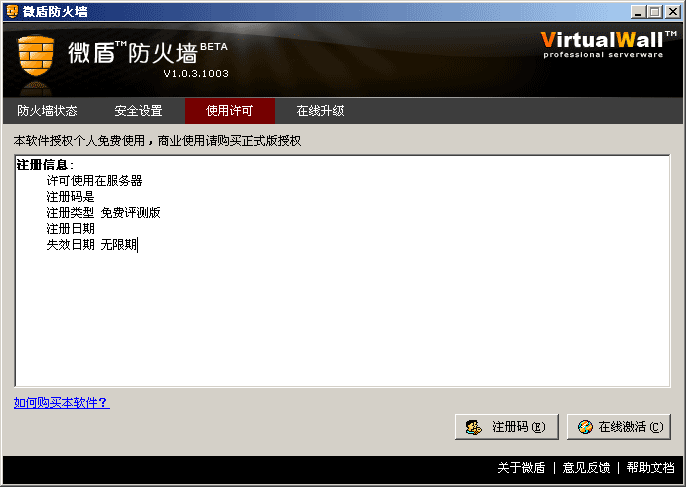 微盾防火墙
微盾™防火墙BETA
V1.0.3.1003
VirtualWall™
professional serverware
防火墙状态 安全设置 使用许可 在线升级
本软件授权个人免费使用，商业使用请购买正式版授权
注册信息:
许可使用在服务器
注册码是
注册类型 免费评测版
注册日期
失效日期 无限期
如何购买本软件？
注册码(E) 在线激活(C)
关于微盾 | 意见反馈 | 帮助文档